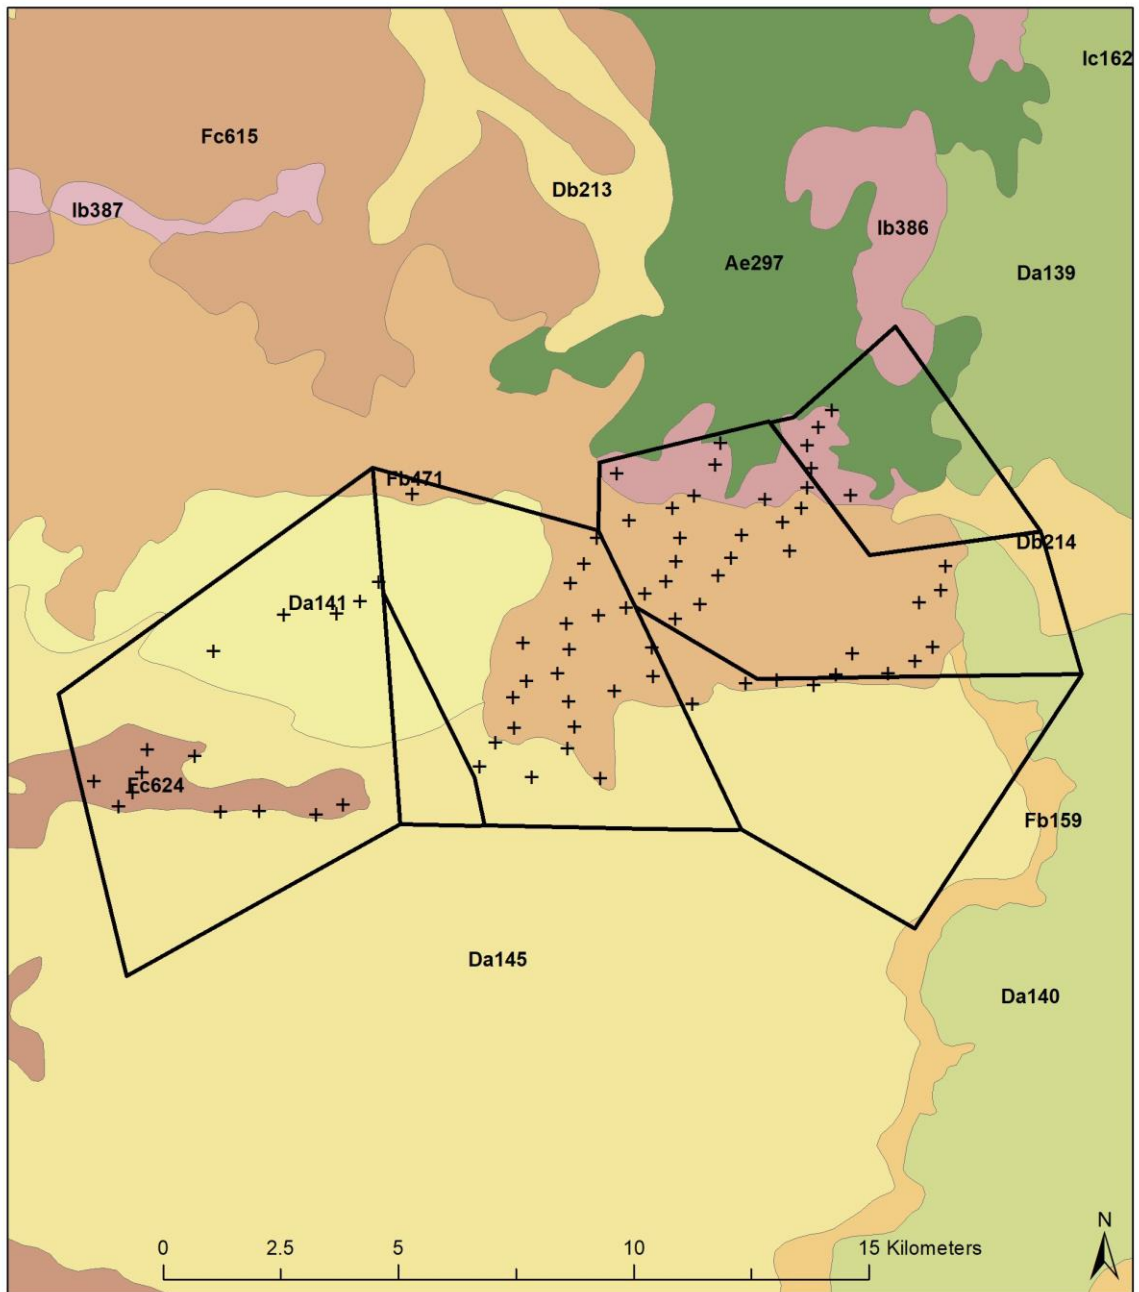 Ic162
Fc615
Db213
Ib387
Ib386
Ae297
Da139
Fb471
Db214
Da141
Fc624
Fb159
Da145
Da140
N
0 2.5 5 10 15 Kilometers